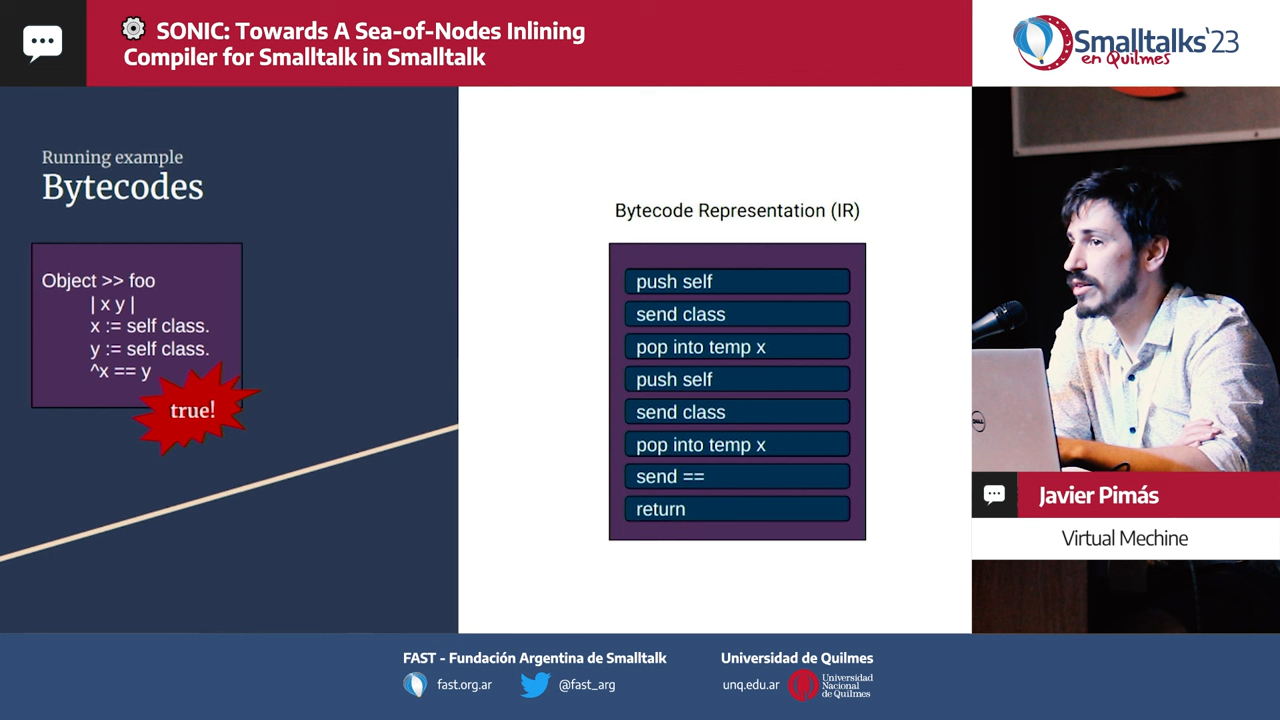 SONIC: Towards A Sea-of-Nodes Inlining
Compiler for Smalltalk in Smalltalk
Smalltalks'23
en Quilmes
Running example
Bytecodes
Object >> foo
| x y |
x := self class.
y := self class.
^x == y
true!
Bytecode Representation (IR)
push self
send class
pop into temp x
push self
send class
pop into temp x
send ==
return
DELL
Javier Pimás
Virtual Mechine
FAST - Fundación Argentina de Smalltalk
fast.org.ar
@fast_arg
Universidad de Quilmes
unq.edu.ar
Universidad
Nacional
de Quilmes